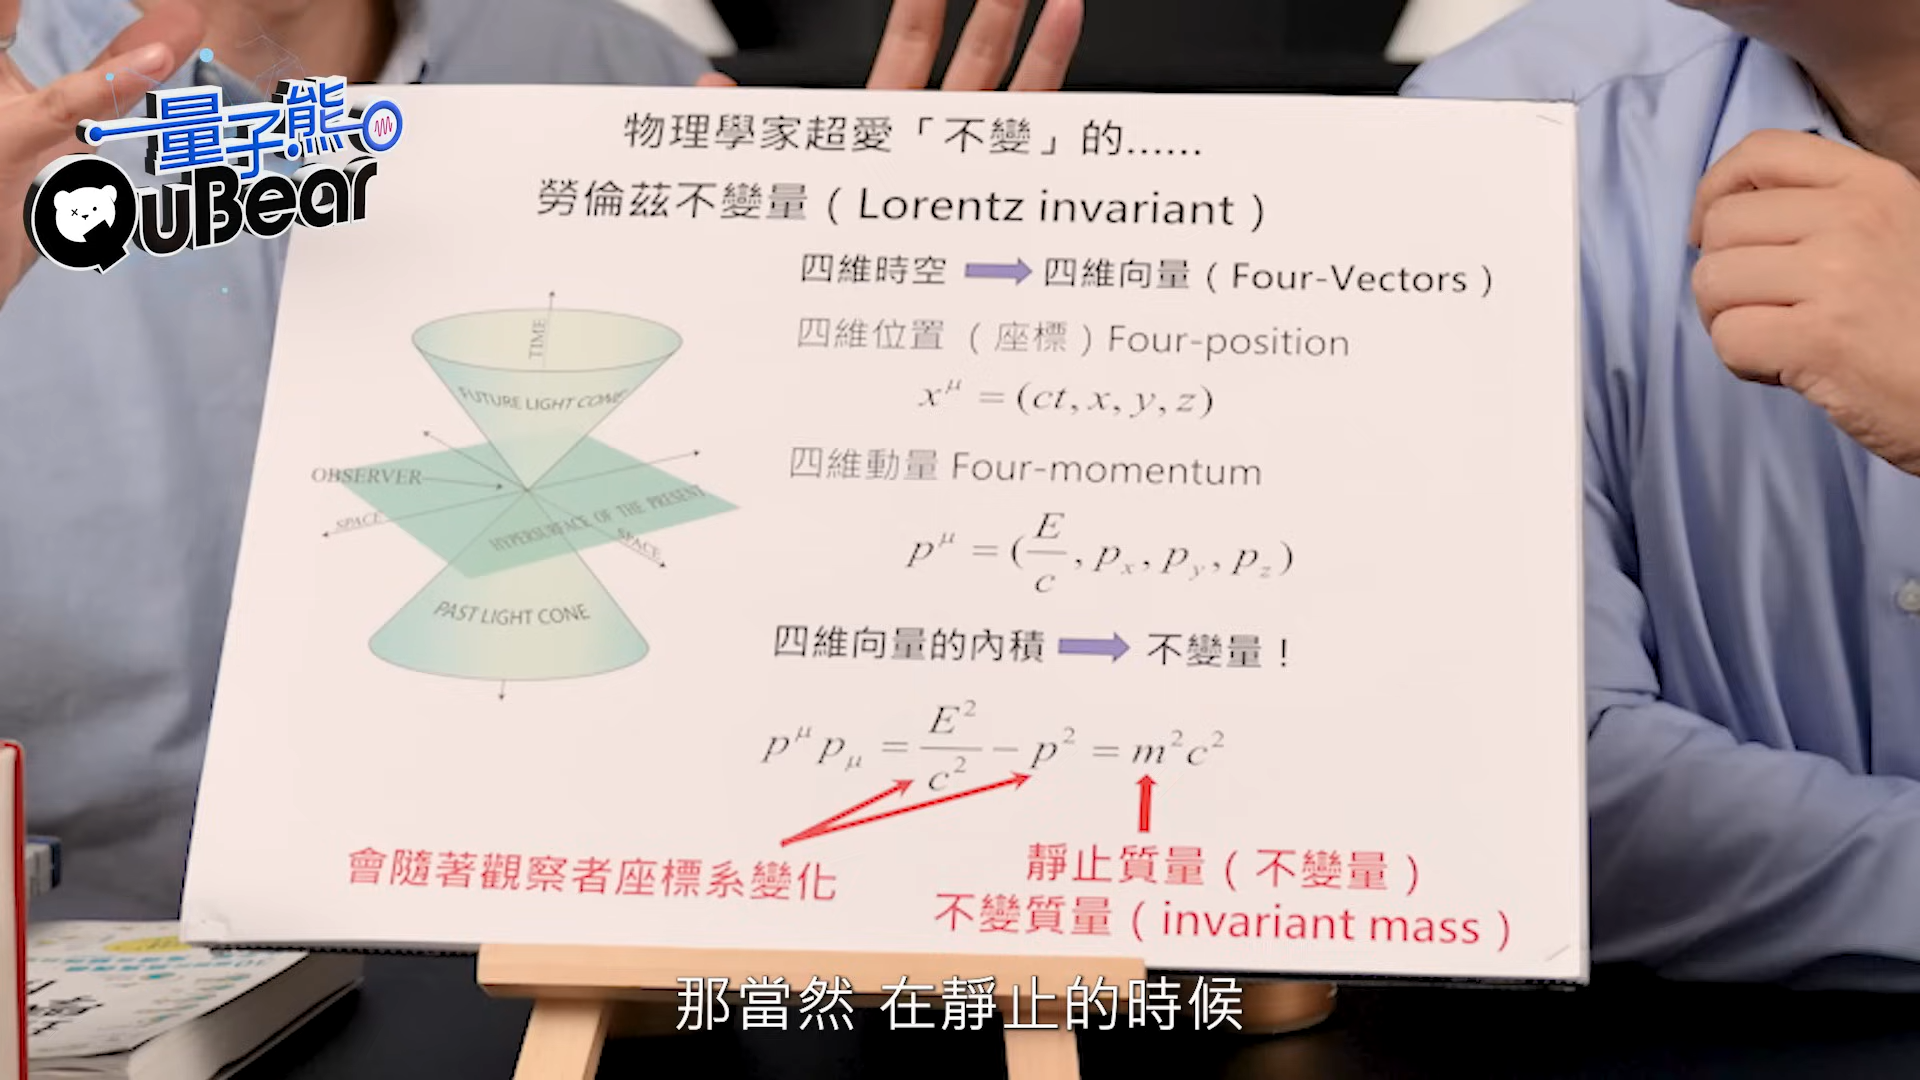 量子熊
QuBear
物理學家超愛「不變」的......
勞倫茲不變量（Lorentz invariant）
四維時空 四維向量（Four-Vectors）
四維位置（座標）Four-position
x^μ = (ct, x, y, z)
四維動量 Four-momentum
p^μ = (E/c, p_x, p_y, p_z)
四維向量的內積 不變量！
p^μ p_μ = E²/c² − p² = m²c²
會隨著觀察者座標系變化
靜止質量（不變量）
不變質量（invariant mass）
TIME
FUTURE LIGHT CONE
OBSERVER
SPACE
HYPERSURFACE OF THE PRESENT
SPACE
PAST LIGHT CONE
那當然 在靜止的時候